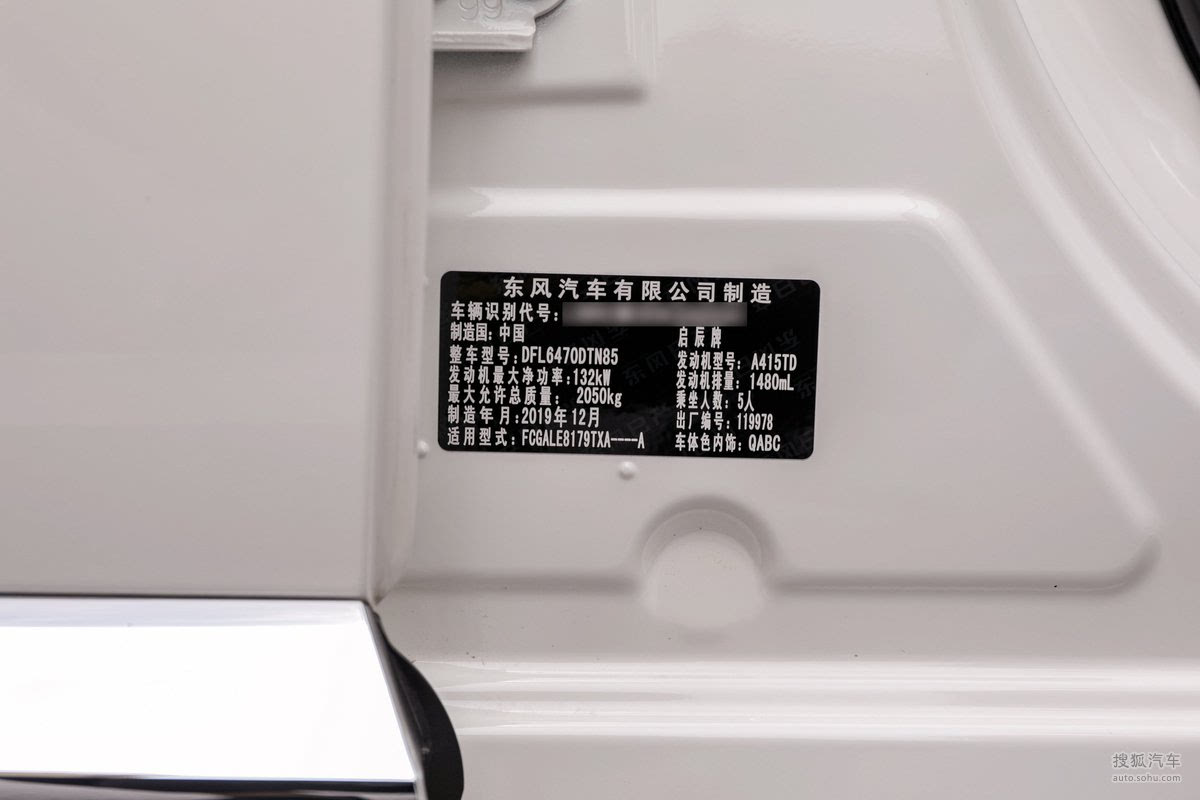 99
东风汽车有限公司制造
车辆识别代号:
制造国: 中国 启辰牌
整车型号: DFL6470DTN85 发动机型号: A415TD
发动机最大净功率: 132kW 发动机排量: 1480mL
最大允许总质量: 2050kg 乘坐人数: 5人
制造年月: 2019年12月 出厂编号: 119978
适用型式: FCGALE8179TXA----A 车体色内饰: QABC
搜狐汽车
auto.sohu.com